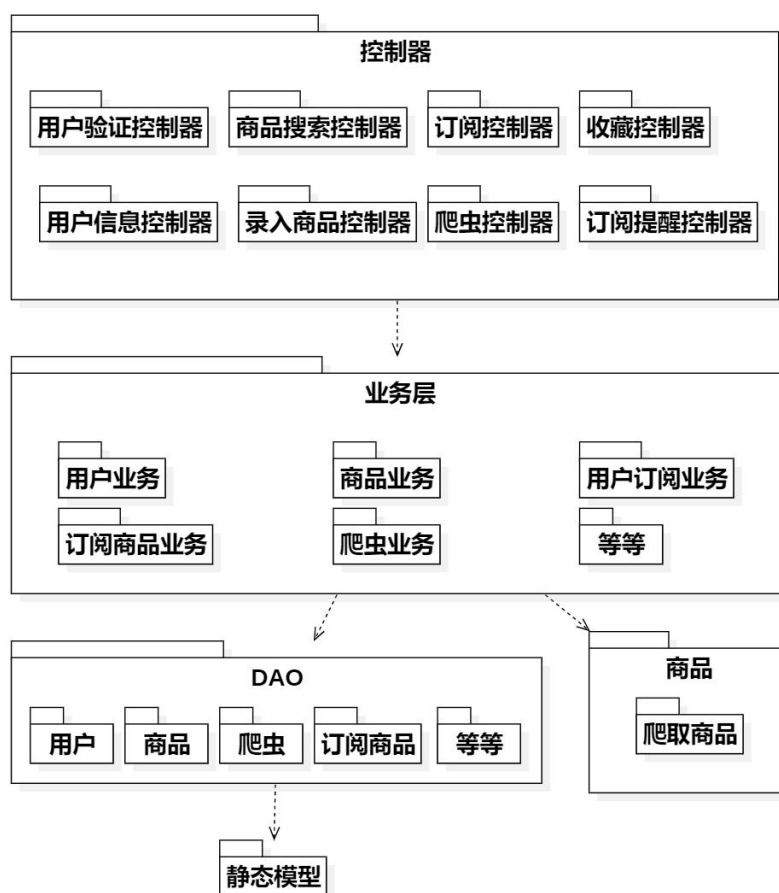 控制器
用户验证控制器 商品搜索控制器 订阅控制器 收藏控制器
用户信息控制器 录入商品控制器 爬虫控制器 订阅提醒控制器
业务层
用户业务 商品业务 用户订阅业务
订阅商品业务 爬虫业务 等等
DAO
用户 商品 爬虫 订阅商品 等等
商品
爬取商品
静态模型